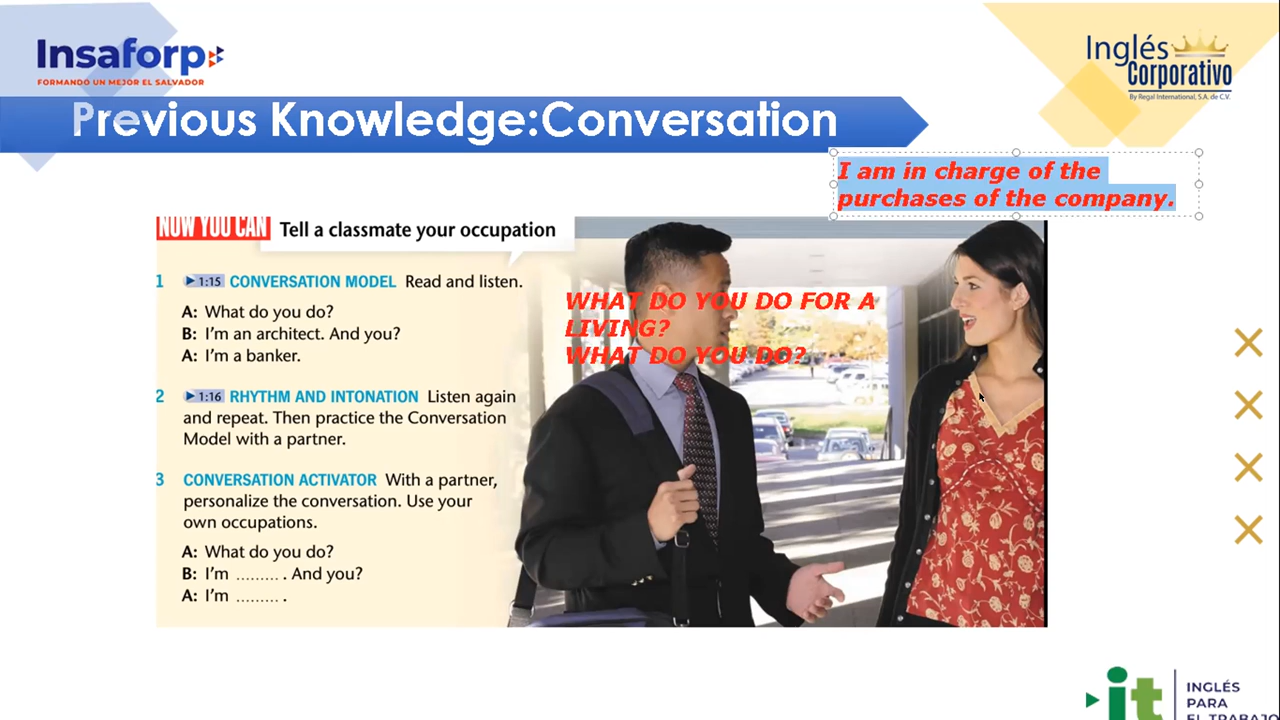 Insaforp
FORMANDO UN MEJOR EL SALVADOR
Inglés
Corporativo
By Regal International, S.A. de C.V.
Previous Knowledge:Conversation
I am in charge of the
purchases of the company.
NOW YOU CAN Tell a classmate your occupation
1 ▶1:15 CONVERSATION MODEL Read and listen.
A: What do you do?
B: I'm an architect. And you?
A: I'm a banker.
2 ▶1:16 RHYTHM AND INTONATION Listen again
and repeat. Then practice the Conversation
Model with a partner.
3 CONVERSATION ACTIVATOR With a partner,
personalize the conversation. Use your
own occupations.
A: What do you do?
B: I'm ......... . And you?
A: I'm ......... .
WHAT DO YOU DO FOR A
LIVING?
WHAT DO YOU DO?
it
INGLÉS
PARA
EL TRABAJO